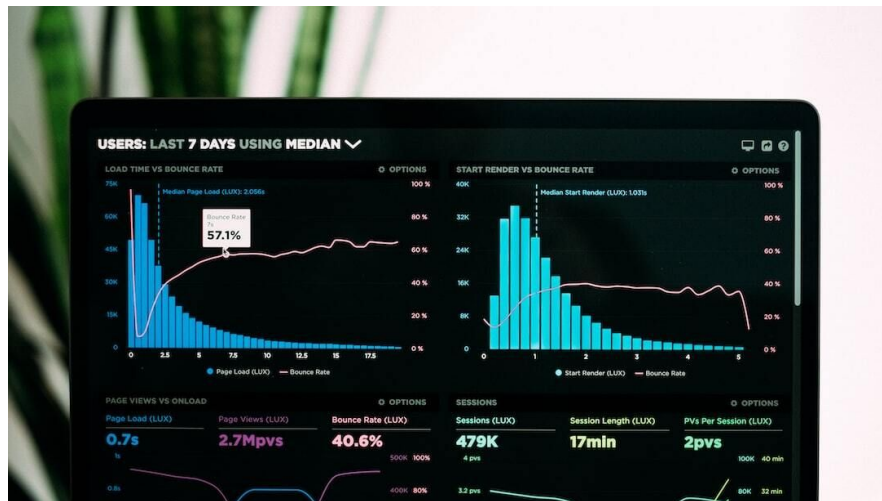 USERS: LAST 7 DAYS USING MEDIAN
LOAD TIME VS BOUNCE RATE
OPTIONS
75K
60K
45K
30K
15K
0
Median Page Load (LUX): 2.056s
Bounce Rate
7s
57.1%
100 %
80 %
60 %
40 %
20 %
0 %
0 2.5 5 7.5 10 12.5 15 17.5
Page Load (LUX) Bounce Rate
START RENDER VS BOUNCE RATE
OPTIONS
40K
32K
24K
16K
8K
0
Median Start Render (LUX): 1.031s
100 %
80 %
60 %
40 %
20 %
0 %
0 1 2 3 4 5
Start Render (LUX) Bounce Rate
PAGE VIEWS VS ONLOAD
OPTIONS
Page Load (LUX) Page Views (LUX) Bounce Rate (LUX)
0.7s 2.7Mpvs 40.6%
1s 500K 100%
0.8s 400K 80%
SESSIONS
OPTIONS
Sessions (LUX) Session Length (LUX) PVs Per Session (LUX)
479K 17min 2pvs
4 pvs 100K 40 min
3.2 pvs 80K 32 min